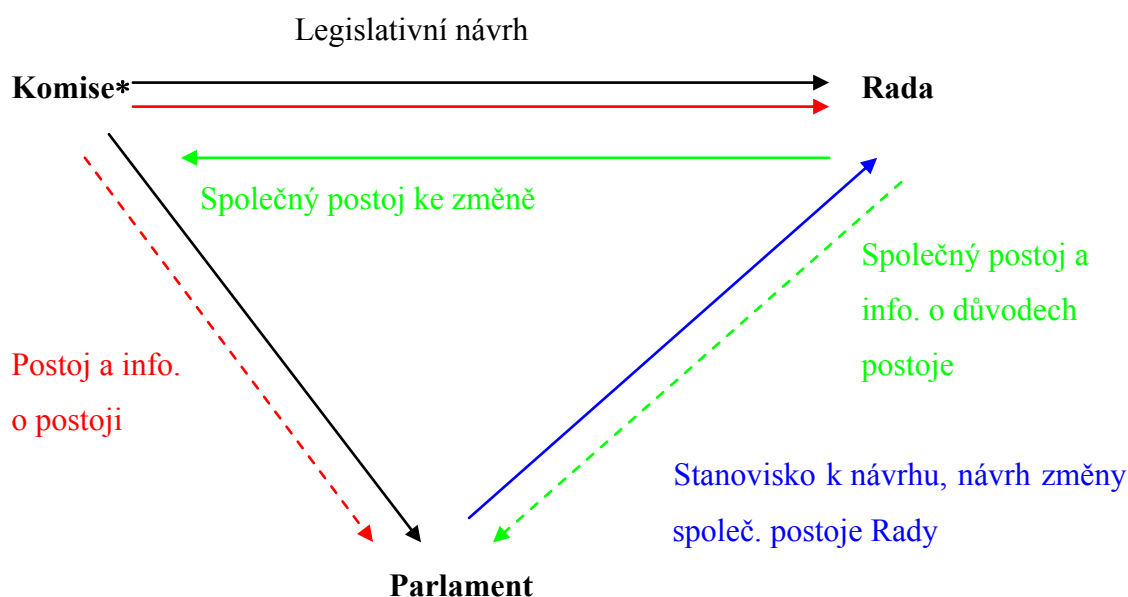 Legislativní návrh
Komise*
Rada
Společný postoj ke změně
Společný postoj a
info. o důvodech
postoje
Postoj a info.
o postoji
Stanovisko k návrhu, návrh změny
společ. postoje Rady
Parlament